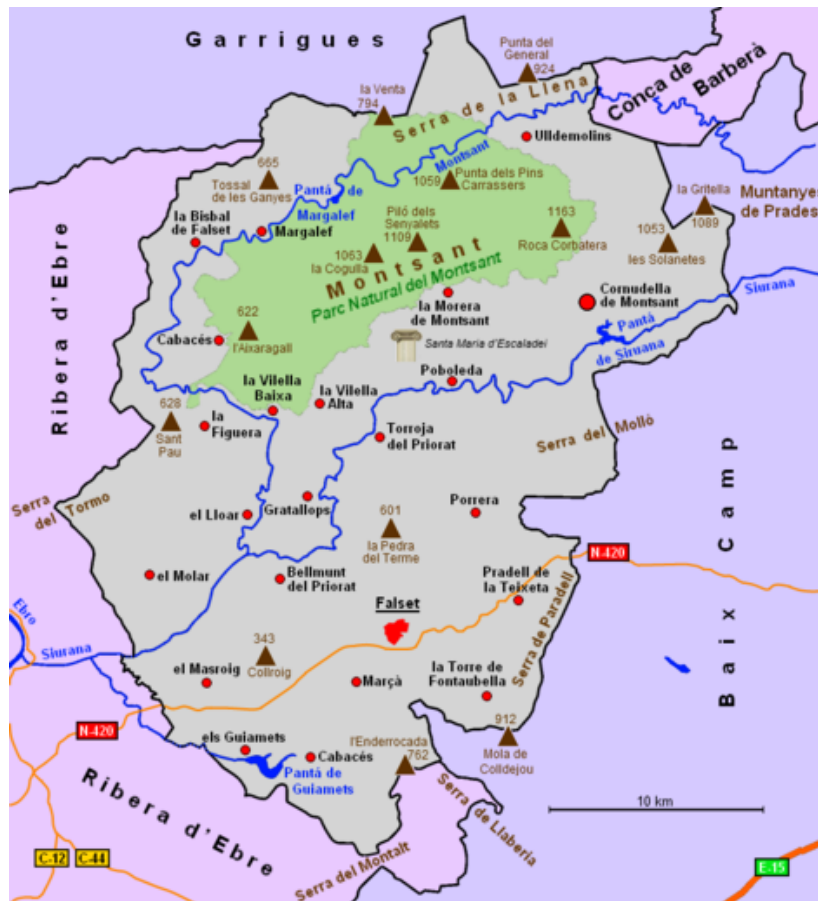 Garrigues
Punta del
General
924
la Venta
794
Serra de la Llena
Conca de
Barberà
Ulldemolins
665
Tossal
de les Ganyes
Pantá de
Margalef
Montsant
1059
Punta dels Pins
Carrassers
la Gritella
1089
Muntanyes
de Prades
la Bisbal
de Falset
Margalef
Piló dels
Senyalets
1109
1063
la Cogulla
1163
Roca Corbatera
1053
les Solanetes
Montsant
Parc Natural del Montsant
Ribera d'Ebre
la Morera
de Montsant
Cornudella
de Montsant
Siurana
622
l'Aixaragall
Cabacés
Santa Maria d'Escaladei
Pantá
de Siruana
Poboleda
la Vilella
Baixa
la Vilella
Alta
628
Sant
Pau
la
Figuera
Torroja
del Priorat
Serra del Molló
Serra
del Tormo
el Lloar
Gratallops
601
la Pedra
del Terme
Porrera
Baix Camp
N-420
el Molar
Bellmunt
del Priorat
Pradell de
la Teixeta
Ebro
Falset
Serra de Paradell
Siurana
343
Collroig
el Masroig
Marçà
la Torre de
Fontaubella
N-420
els Guiamets
Cabacés
l'Enderrocada
762
912
Mola de
Colldejou
Pantá de
Guiamets
Ribera d'Ebre
Serra de Llaberia
Serra del Montalt
10 km
C-12
C-44
E-15